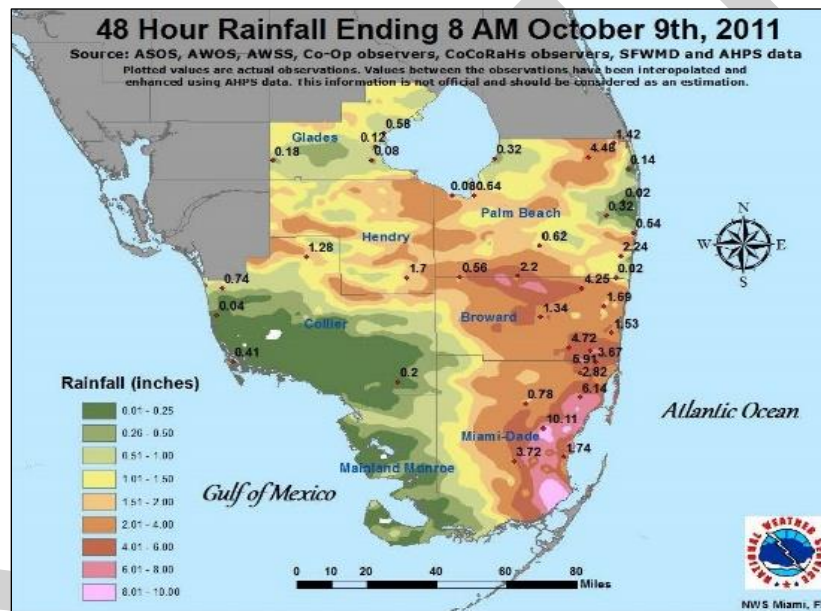 48 Hour Rainfall Ending 8 AM October 9th, 2011
Source: ASOS, AWOS, AWSS, Co-Op observers, CoCoRaHs observers, SFWMD and AHPS data
Plotted values are actual observations. Values between the observations have been interpolated and
enhanced using AHPS data. This information is not official and should be considered as an estimation.
0.58
Glades
0.12
1.42
0.18
0.08
0.32
4.48
0.14
0.08
0.64
0.02
Palm Beach
0.32
Hendry
0.62
0.64
N
W
E
S
1.28
2.24
1.7
0.56
2.2
0.02
0.74
4.25
0.04
Collier
Broward
1.34
1.69
1.53
0.41
4.72
3.67
5.91
0.2
2.82
Rainfall (inches)
0.78
6.14
0.01 - 0.25
10.11
Atlantic Ocean
0.26 - 0.50
Miami-Dade
0.51 - 1.00
3.72
1.74
1.01 - 1.50
Mainland Monroe
1.51 - 2.00
Gulf of Mexico
2.01 - 4.00
4.01 - 6.00
6.01 - 8.00
8.01 - 10.00
0
20
40
60
80
Miles
NATIONAL WEATHER SERVICE
NWS Miami, F